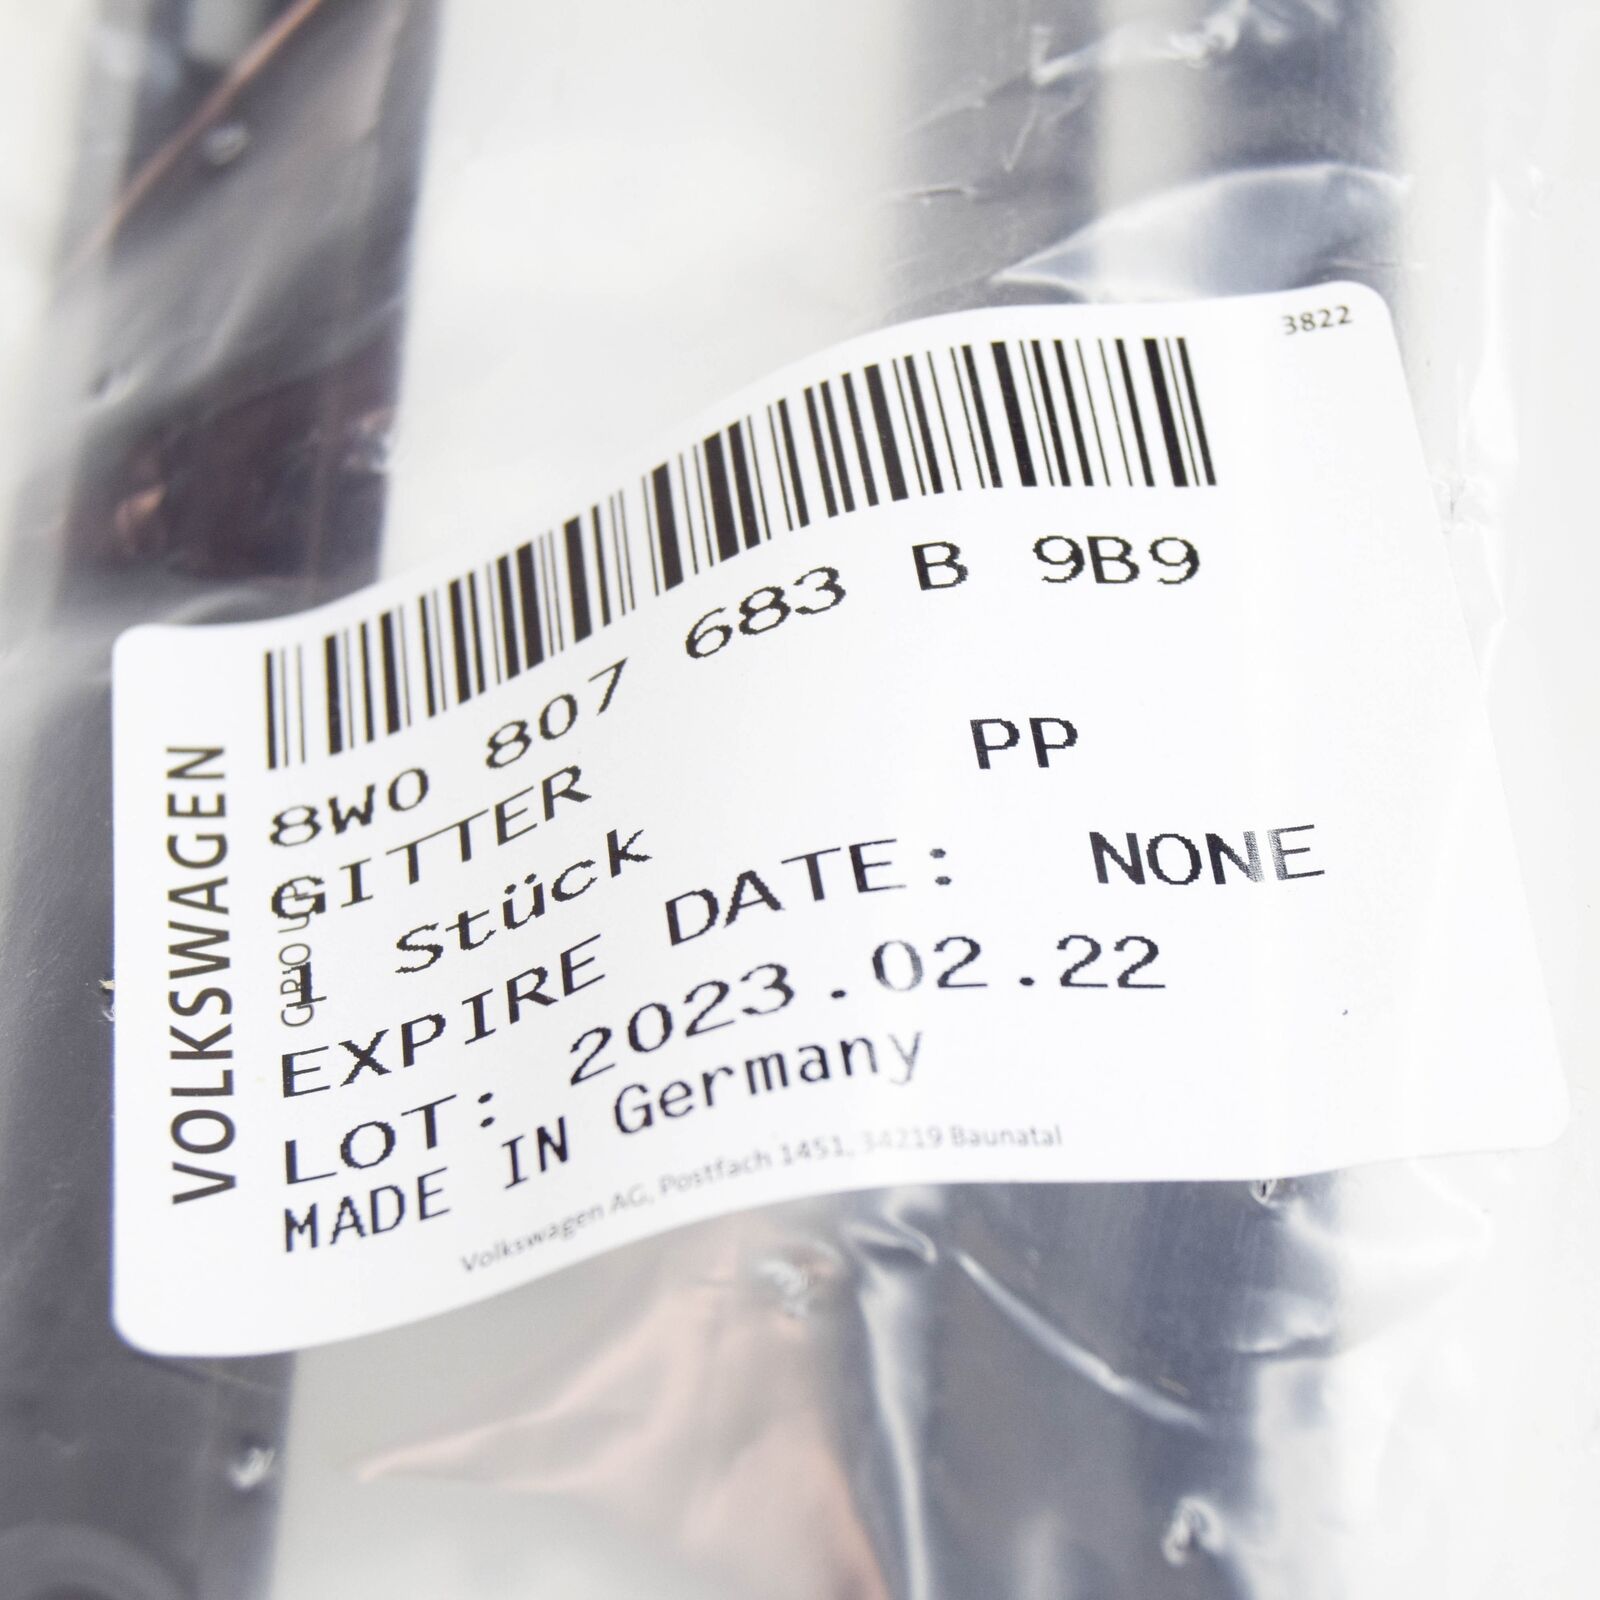 3822
8W0 807 683 B 9B9
GITTER PP
1 Stück
EXPIRE DATE: NONE
LOT: 2023.02.22
MADE IN Germany
Volkswagen AG, Postfach 1451, 34219 Baunatal
VOLKSWAGEN
GROUP